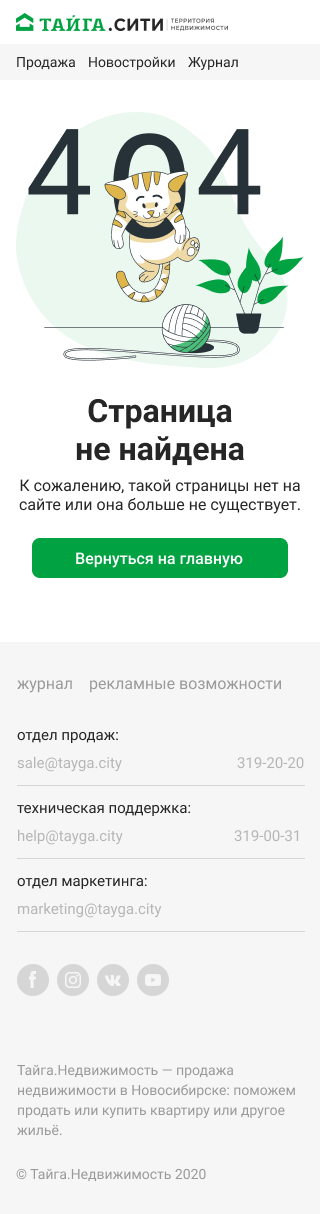 ТАЙГА.СИТИ
ТЕРРИТОРИЯ
НЕДВИЖИМОСТИ
Продажа Новостройки Журнал
404
Страница
не найдена
К сожалению, такой страницы нет на
сайте или она больше не существует.
Вернуться на главную
журнал рекламные возможности
отдел продаж:
sale@tayga.city 319-20-20
техническая поддержка:
help@tayga.city 319-00-31
отдел маркетинга:
marketing@tayga.city
Тайга.Недвижимость — продажа
недвижимости в Новосибирске: поможем
продать или купить квартиру или другое
жильё.
© Тайга.Недвижимость 2020